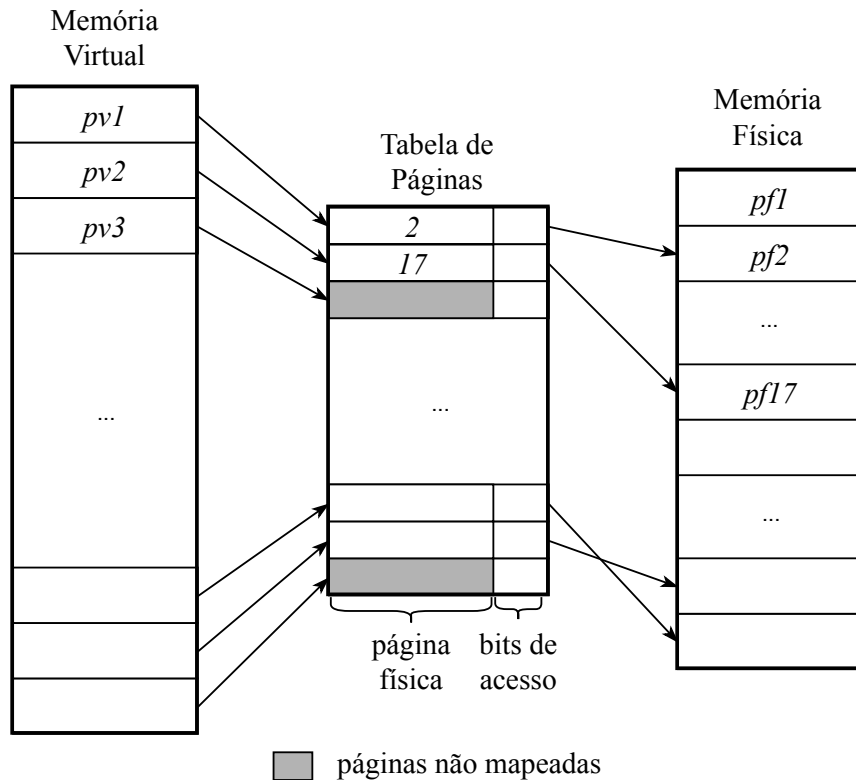 Memória
Virtual
pv1
pv2
pv3
...
Tabela de
Páginas
2
17
...
página
física
bits de
acesso
Memória
Física
pf1
pf2
...
pf17
...
páginas não mapeadas